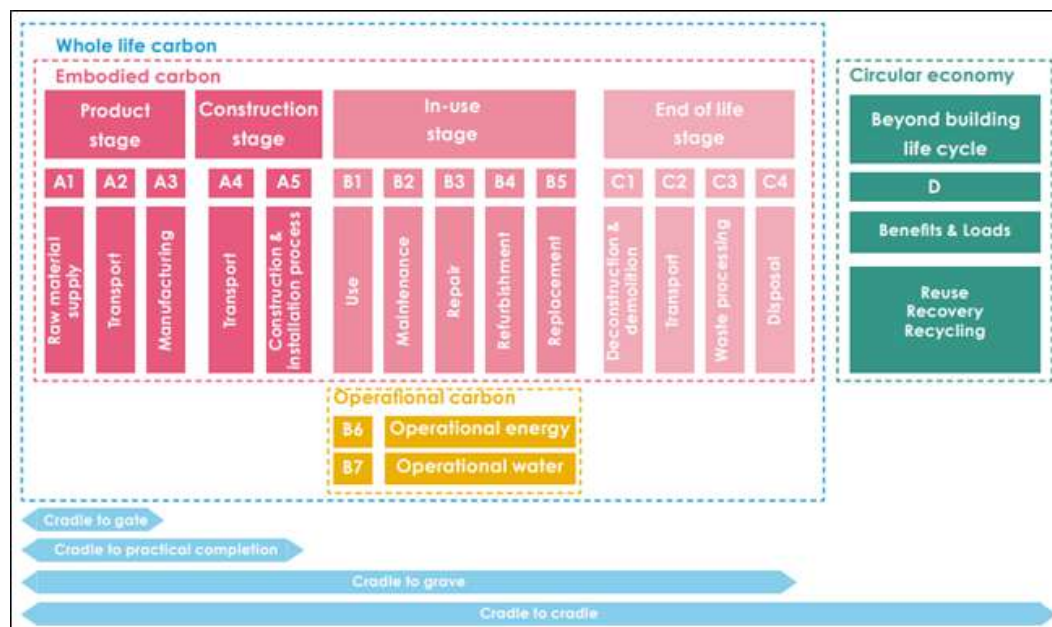 Whole life carbon
Embodied carbon
Circular economy
Product
stage
Construction
stage
In-use
stage
End of life
stage
Beyond building
life cycle
A1
A2
A3
A4
A5
B1
B2
B3
B4
B5
C1
C2
C3
C4
D
Raw material
supply
Transport
Manufacturing
Transport
Construction &
installation process
Use
Maintenance
Repair
Refurbishment
Replacement
Deconstruction &
demolition
Transport
Waste processing
Disposal
Benefits & Loads
Reuse
Recovery
Recycling
Operational carbon
B6
Operational energy
B7
Operational water
Cradle to gate
Cradle to practical completion
Cradle to grave
Cradle to cradle